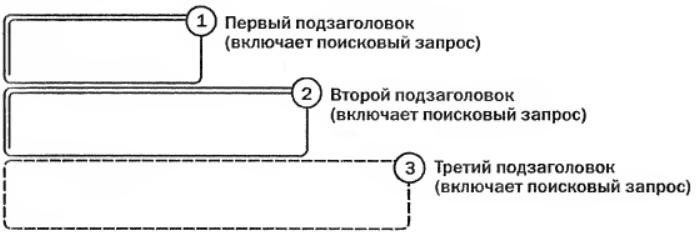 1 Первый подзаголовок
(включает поисковый запрос)
2 Второй подзаголовок
(включает поисковый запрос)
3 Третий подзаголовок
(включает поисковый запрос)